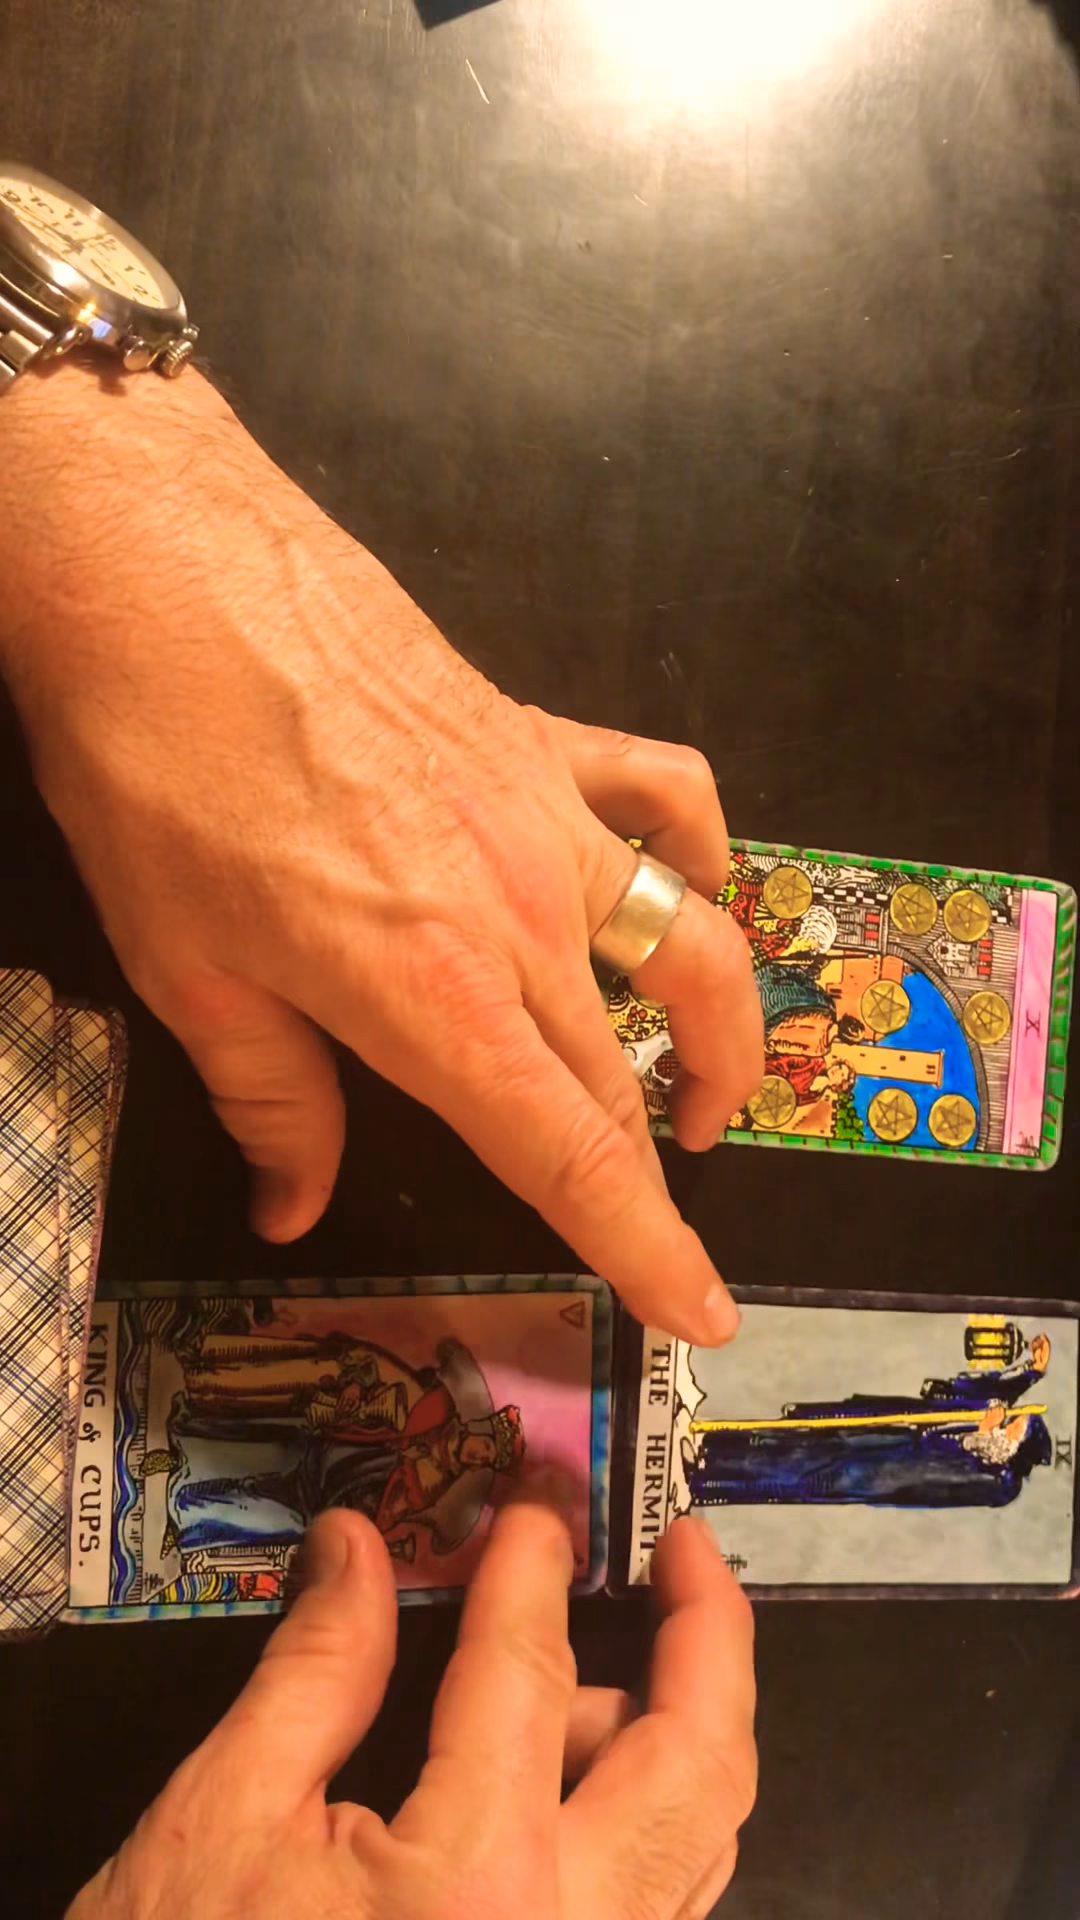 X
KING of CUPS.
THE HERMIT.
IX